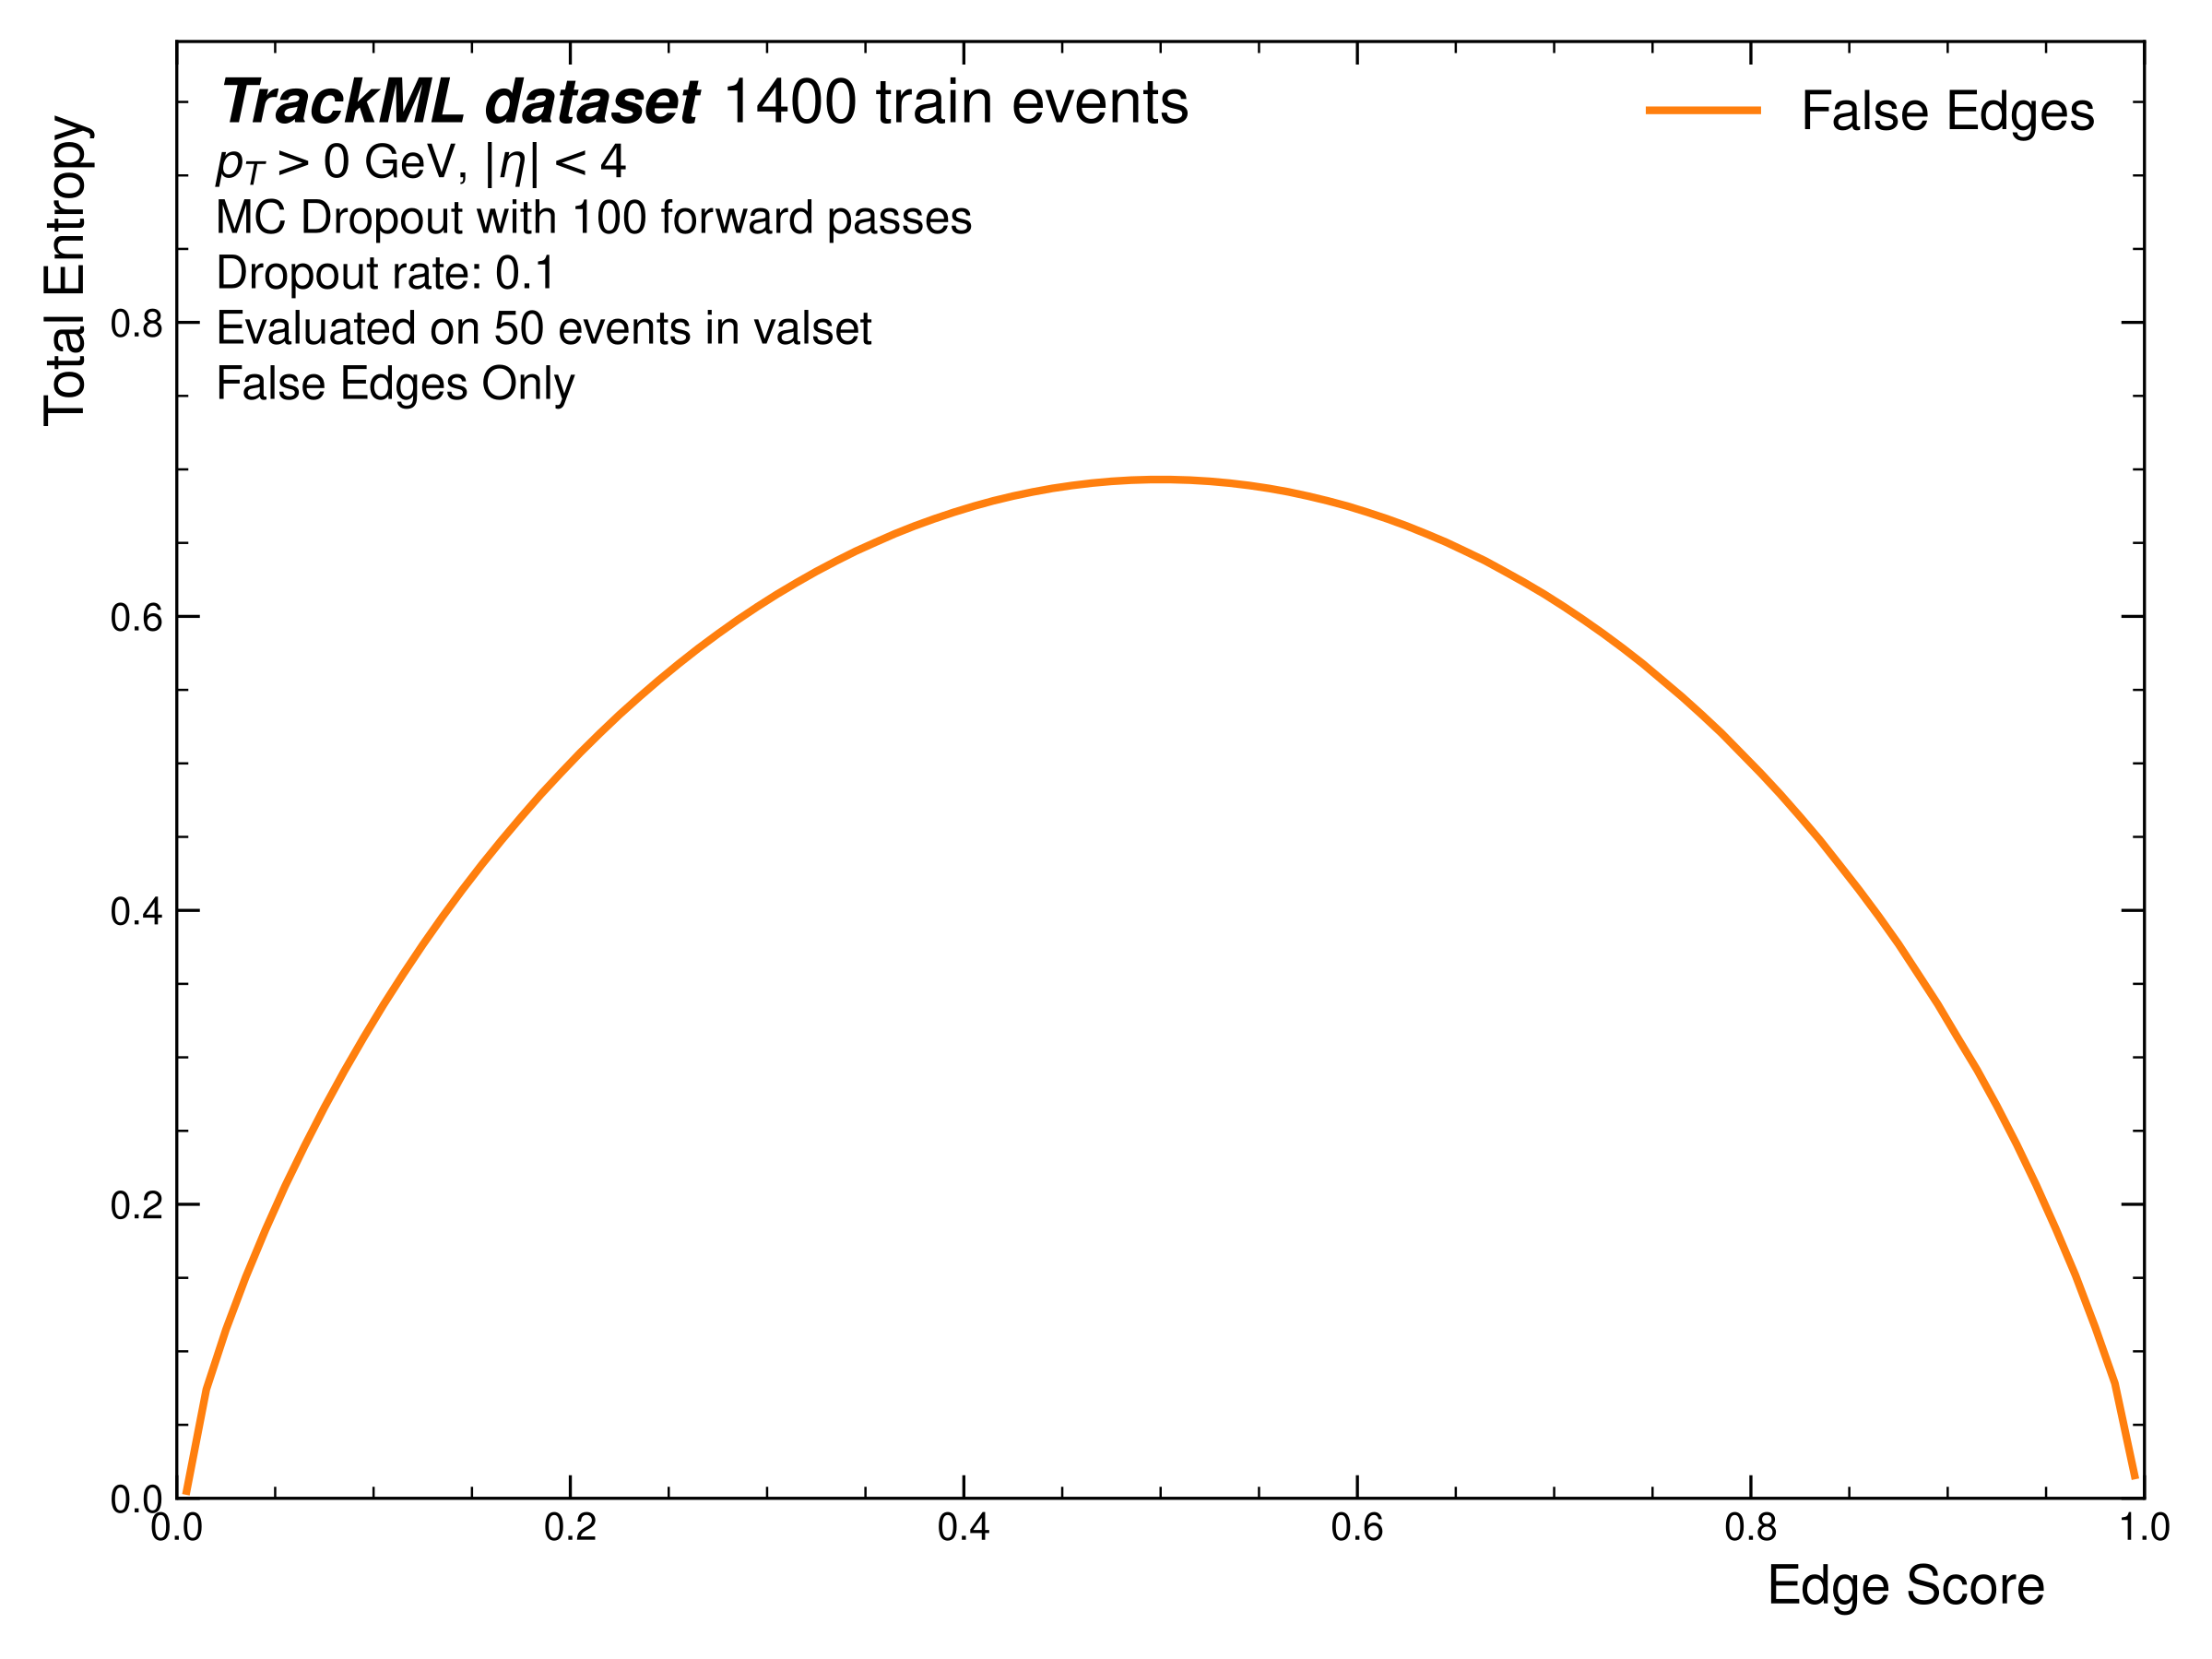 TrackML dataset 1400 train events
p_T > 0 GeV, |η| < 4
MC Dropout with 100 forward passes
Dropout rate: 0.1
Evaluated on 50 events in valset
False Edges Only
False Edges
Total Entropy
0.8
0.6
0.4
0.2
0.0
0.0 0.2 0.4 0.6 0.8 1.0
Edge Score